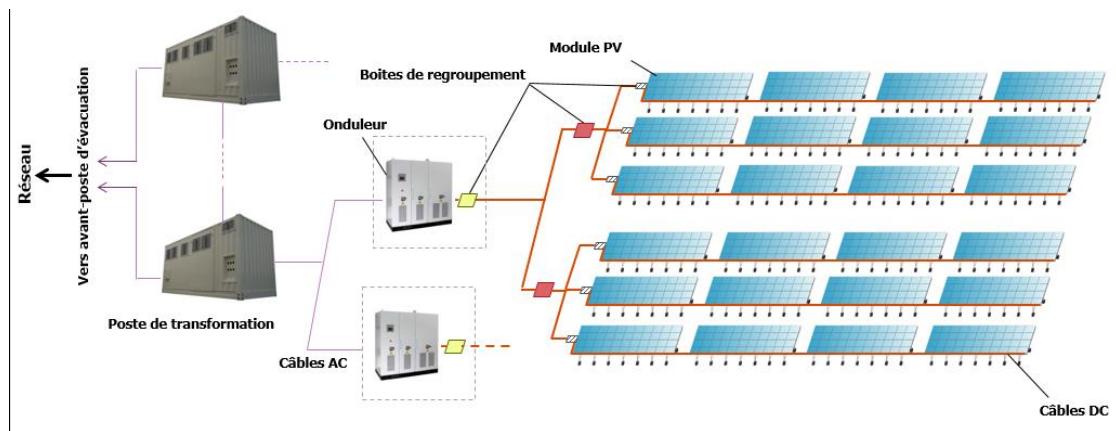 Module PV
Boites de regroupement
Onduleur
Réseau
Vers avant-poste d'évacuation
Poste de transformation
Câbles AC
Câbles DC